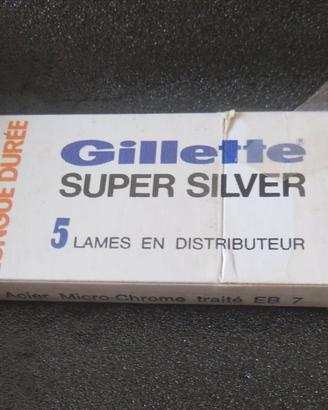 LONGUE DURÉE
Gillette®
SUPER SILVER
5 LAMES EN DISTRIBUTEUR
Acier Micro-Chrome traité EB 7